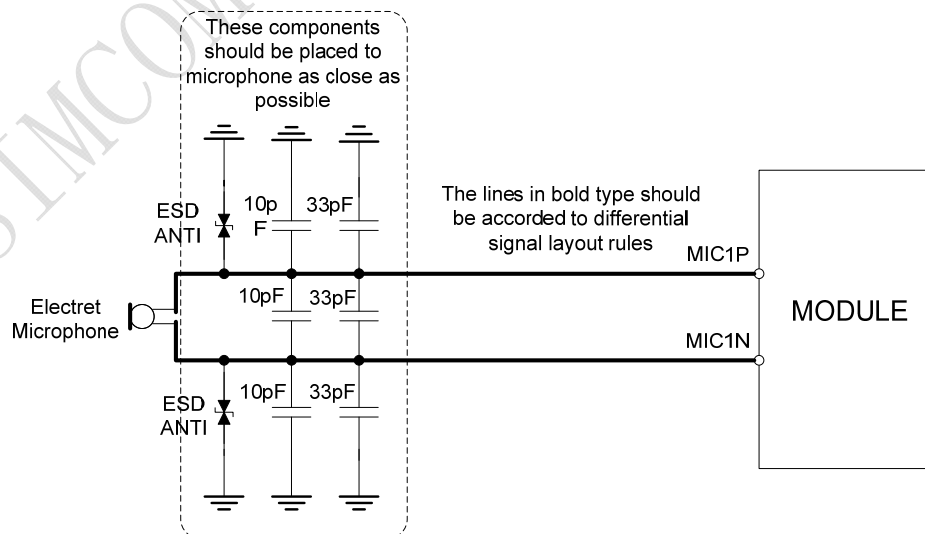 These components
should be placed to
microphone as close as
possible
SIMCOM
ESD
ANTI
10p
F
33pF
The lines in bold type should
be accorded to differential
signal layout rules
MIC1P
Electret
Microphone
10pF
33pF
MODULE
MIC1N
ESD
ANTI
10pF
33pF